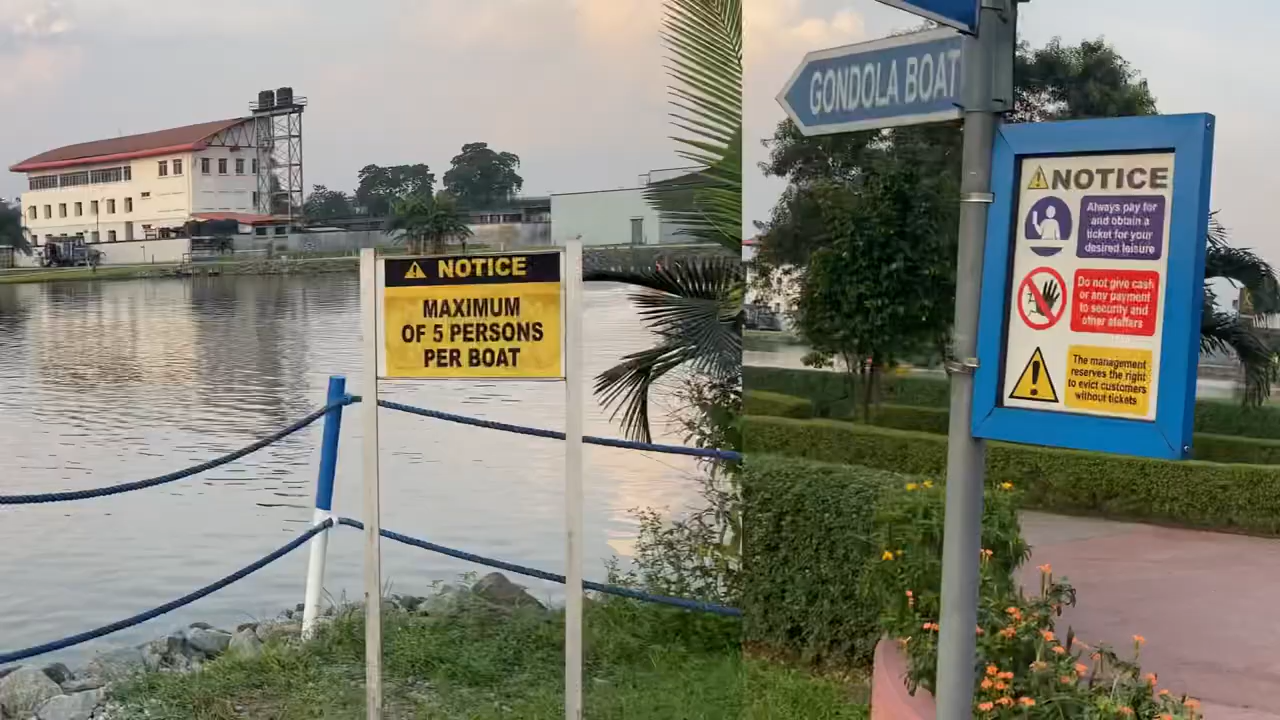 NOTICE
MAXIMUM
OF 5 PERSONS
PER BOAT
GONDOLA BOAT
NOTICE
Always pay for
and obtain a
ticket for your
desired leisure
Do not give cash
or any payment
to security and
other staffers
The management
reserves the right
to evict customers
without tickets